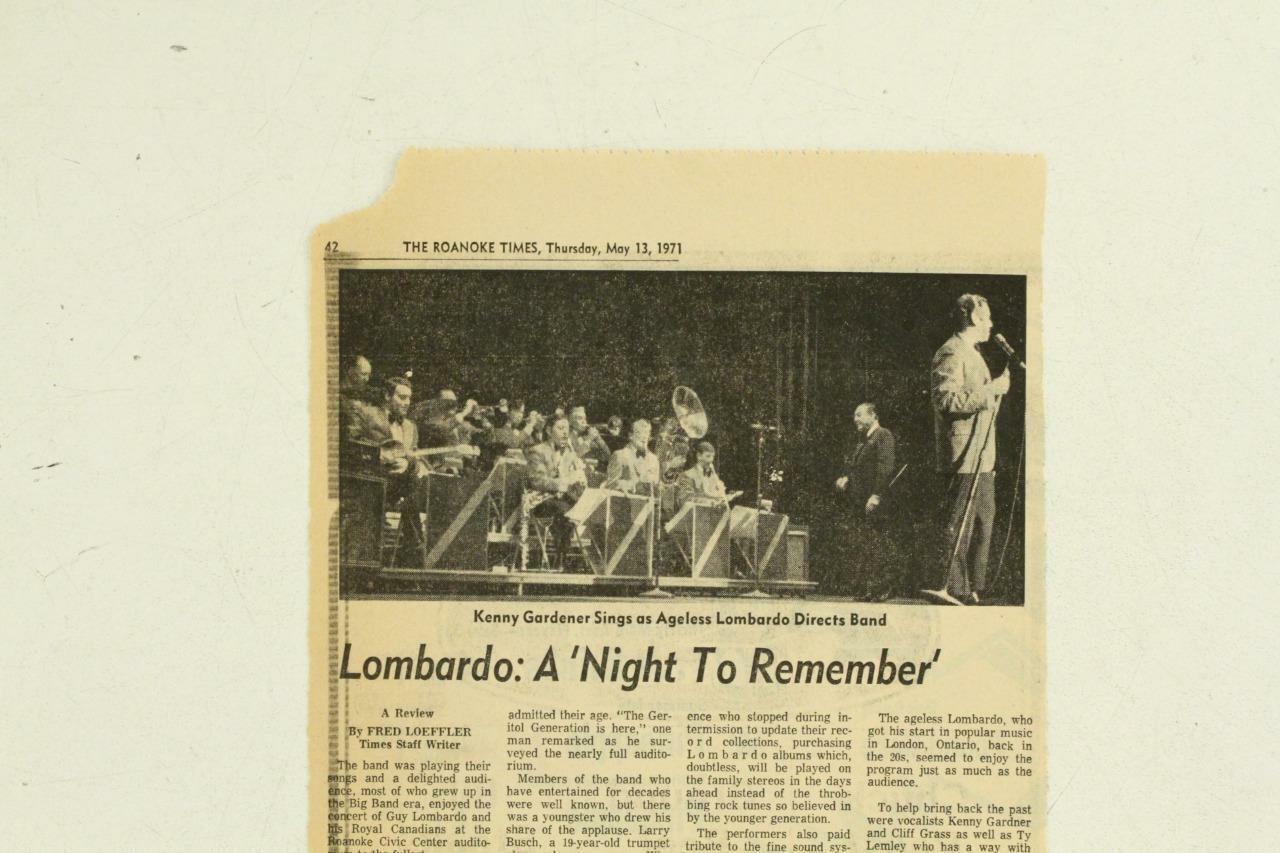 42
THE ROANOKE TIMES, Thursday, May 13, 1971
Kenny Gardener Sings as Ageless Lombardo Directs Band
Lombardo: A 'Night To Remember'
A Review
By FRED LOEFFLER
Times Staff Writer
The band was playing their
songs and a delighted audi-
ence, most of who grew up in
the Big Band era, enjoyed the
concert of Guy Lombardo and
his Royal Canadians at the
Roanoke Civic Center audito-
admitted their age. "The Ger-
itol Generation is here," one
man remarked as he sur-
veyed the nearly full audito-
rium.
Members of the band who
have entertained for decades
were well known, but there
was a youngster who drew his
share of the applause. Larry
Busch, a 19-year-old trumpet
ence who stopped during in-
termission to update their rec-
ord collections, purchasing
Lombardo albums which,
doubtless, will be played on
the family stereos in the days
ahead instead of the throb-
bing rock tunes so believed in
by the younger generation.
The performers also paid
tribute to the fine sound sys-
The ageless Lombardo, who
got his start in popular music
in London, Ontario, back in
the 20s, seemed to enjoy the
program just as much as the
audience.
To help bring back the past
were vocalists Kenny Gardner
and Cliff Grass as well as Ty
Lemley who has a way with